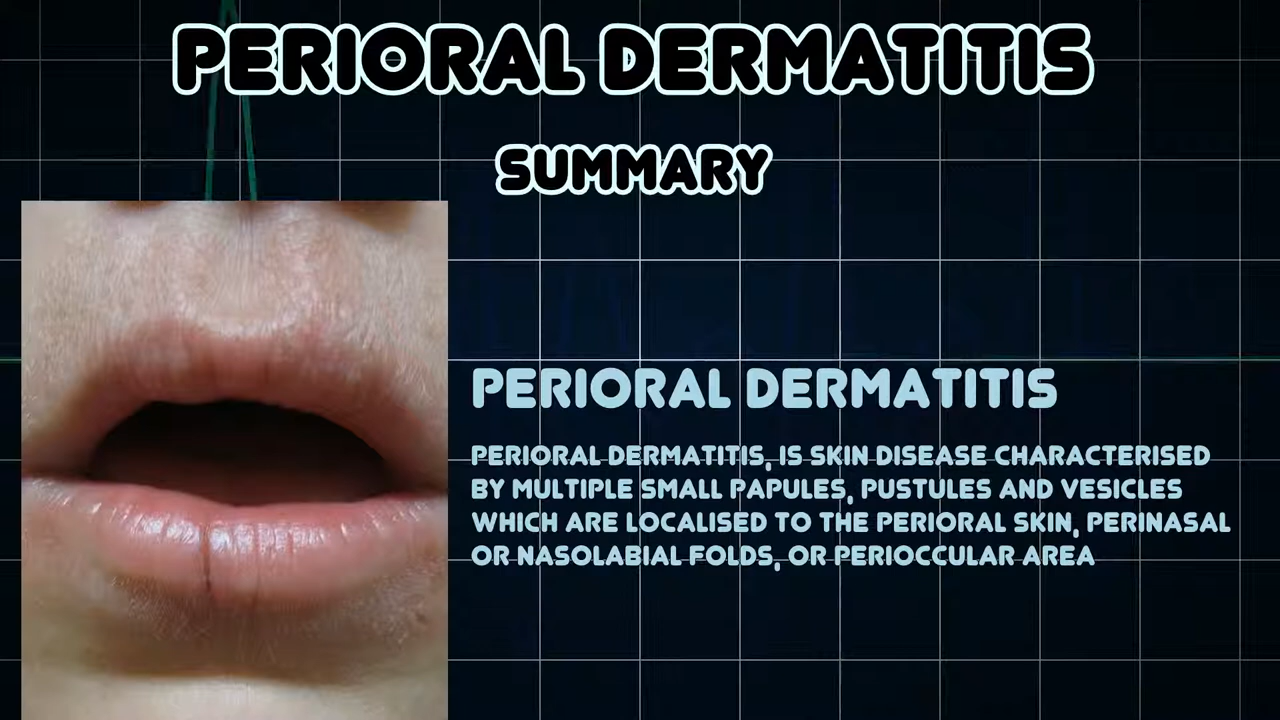 PERIORAL DERMATITIS
SUMMARY
PERIORAL DERMATITIS
PERIORAL DERMATITIS, IS SKIN DISEASE CHARACTERISED
BY MULTIPLE SMALL PAPULES, PUSTULES AND VESICLES
WHICH ARE LOCALISED TO THE PERIORAL SKIN, PERINASAL
OR NASOLABIAL FOLDS, OR PERIOCCULAR AREA